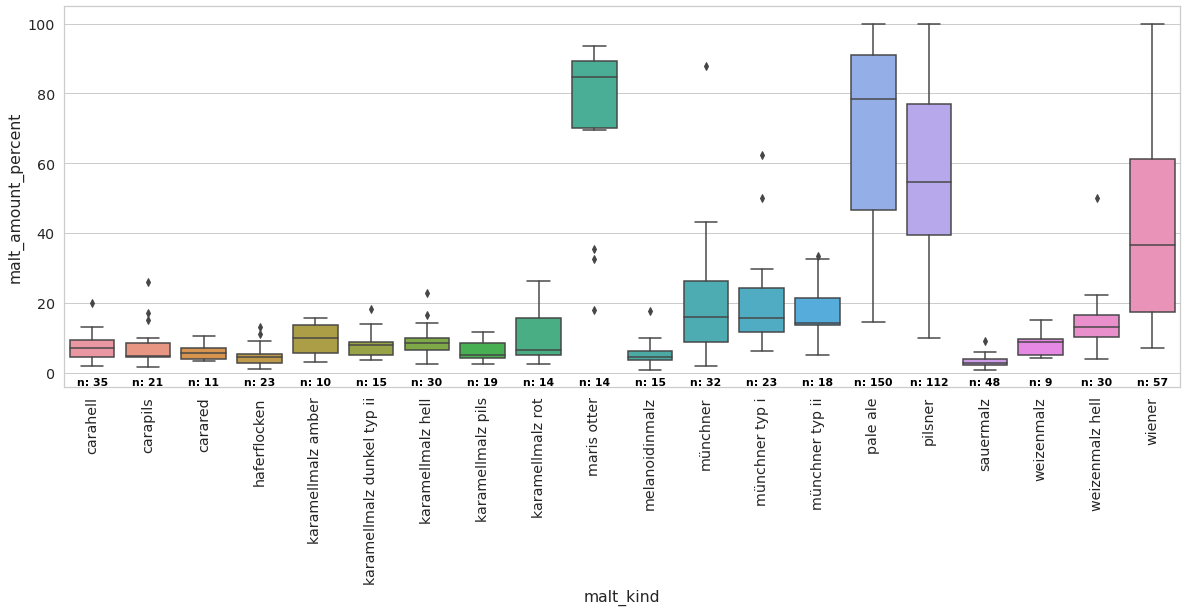 malt_amount_percent
100
80
60
40
20
0
n: 35 n: 21 n: 11 n: 23 n: 10 n: 15 n: 30 n: 19 n: 14 n: 14 n: 15 n: 32 n: 23 n: 18 n: 150 n: 112 n: 48 n: 9 n: 30 n: 57
carahell
carapils
carared
haferflocken
karamellmalz amber
karamellmalz dunkel typ ii
karamellmalz hell
karamellmalz pils
karamellmalz rot
maris otter
melanoidinmalz
münchner
münchner typ i
münchner typ ii
pale ale
pilsner
sauermalz
weizenmalz
weizenmalz hell
wiener
malt_kind